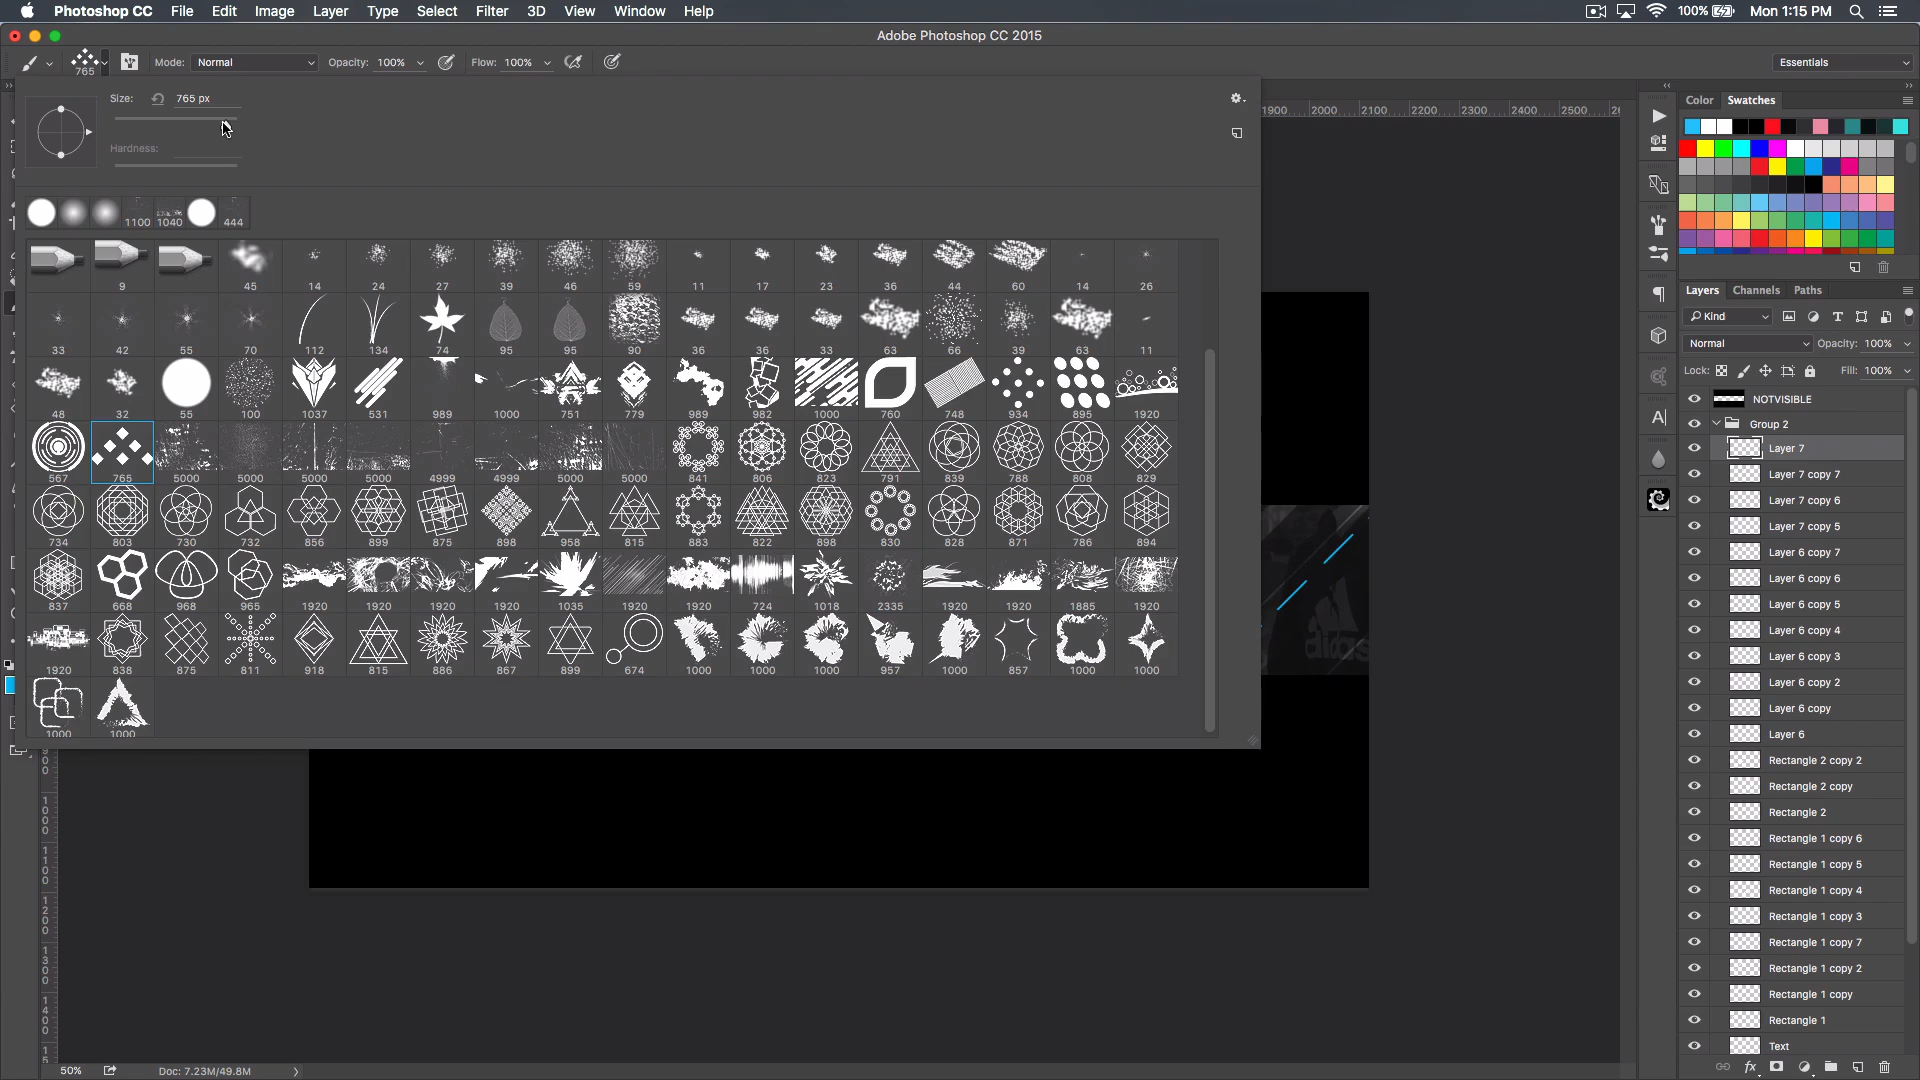 Photoshop CC File Edit Image Layer Type Select Filter 3D View Window Help 100% Mon 1:15 PM
Adobe Photoshop CC 2015
765 Mode: Normal Opacity: 100% Flow: 100% Essentials
Size: 765 px
Hardness:
1100 1040 444
9 45 14 24 27 39 46 59 11 17 23 36 44 60 14 26
33 42 55 70 112 134 74 95 95 90 36 36 33 63 66 39 63 11
48 32 55 100 1037 531 989 1000 751 779 989 982 1000 760 748 934 895 1920
567 765 5000 5000 5000 5000 4999 4999 5000 5000 841 806 823 791 839 788 808 829
734 803 730 732 856 899 875 898 958 815 883 822 898 830 828 871 786 894
837 668 968 965 1920 1920 1920 1920 1035 1920 1920 724 1018 2335 1920 1920 1885 1920
1920 838 875 811 918 815 886 867 899 674 1000 1000 1000 957 1000 857 1000 1000
1000 1000
1900 2000 2100 2200 2300 2400 2500
adidas
Color Swatches
Layers Channels Paths
Kind
Normal Opacity: 100%
Lock: Fill: 100%
NOTVISIBLE
Group 2
Layer 7
Layer 7 copy 7
Layer 7 copy 6
Layer 7 copy 5
Layer 6 copy 7
Layer 6 copy 6
Layer 6 copy 5
Layer 6 copy 4
Layer 6 copy 3
Layer 6 copy 2
Layer 6 copy
Layer 6
Rectangle 2 copy 2
Rectangle 2 copy
Rectangle 2
Rectangle 1 copy 6
Rectangle 1 copy 5
Rectangle 1 copy 4
Rectangle 1 copy 3
Rectangle 1 copy 7
Rectangle 1 copy 2
Rectangle 1 copy
Rectangle 1
Text
fx
1000
1100
1200
1300
1400
50% Doc: 7.23M/49.8M